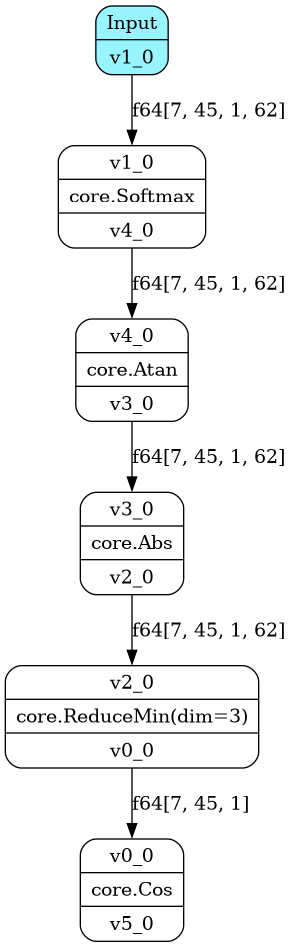 Input
v1_0
f64[7, 45, 1, 62]
v1_0
core.Softmax
v4_0
f64[7, 45, 1, 62]
v4_0
core.Atan
v3_0
f64[7, 45, 1, 62]
v3_0
core.Abs
v2_0
f64[7, 45, 1, 62]
v2_0
core.ReduceMin(dim=3)
v0_0
f64[7, 45, 1]
v0_0
core.Cos
v5_0